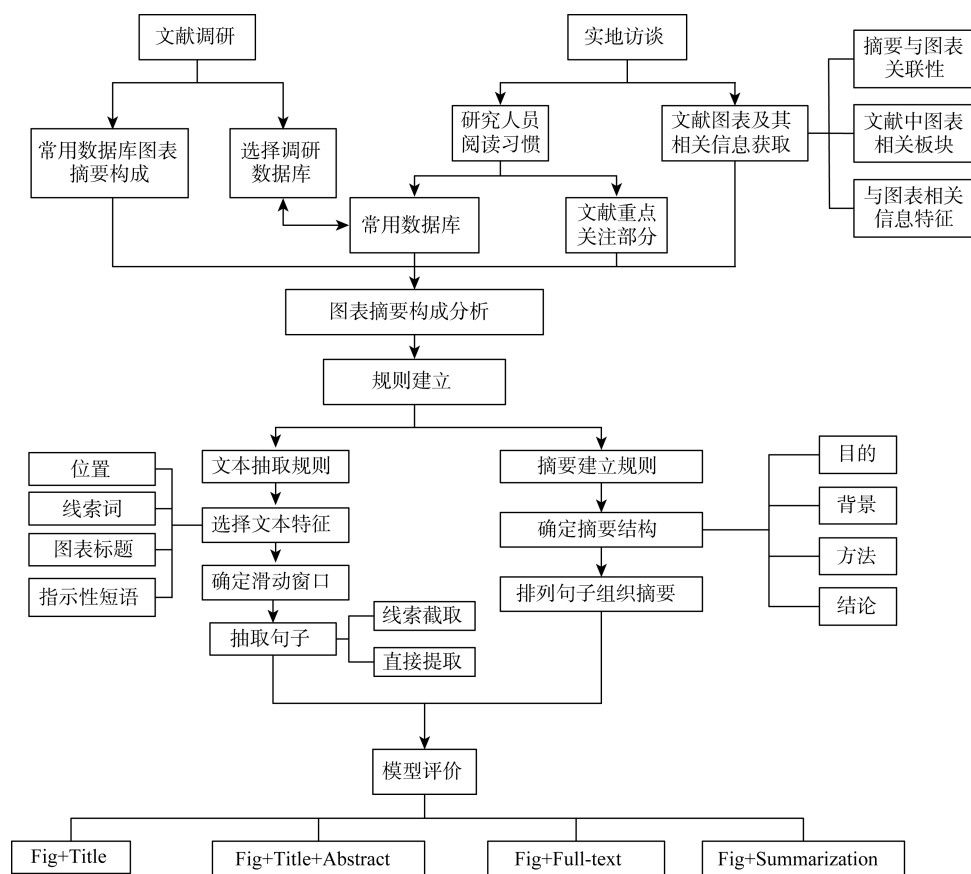 文献调研
实地访谈
摘要与图表
关联性
常用数据库图表
摘要构成
选择调研
数据库
研究人员
阅读习惯
文献图表及其
相关信息获取
文献中图表
相关板块
与图表相关
信息特征
常用数据库
文献重点
关注部分
图表摘要构成分析
规则建立
文本抽取规则
摘要建立规则
位置
线索词
图表标题
指示性短语
选择文本特征
确定摘要结构
目的
背景
方法
结论
确定滑动窗口
排列句子组织摘要
抽取句子
线索截取
直接提取
模型评价
Fig+Title
Fig+Title+Abstract
Fig+Full-text
Fig+Summarization